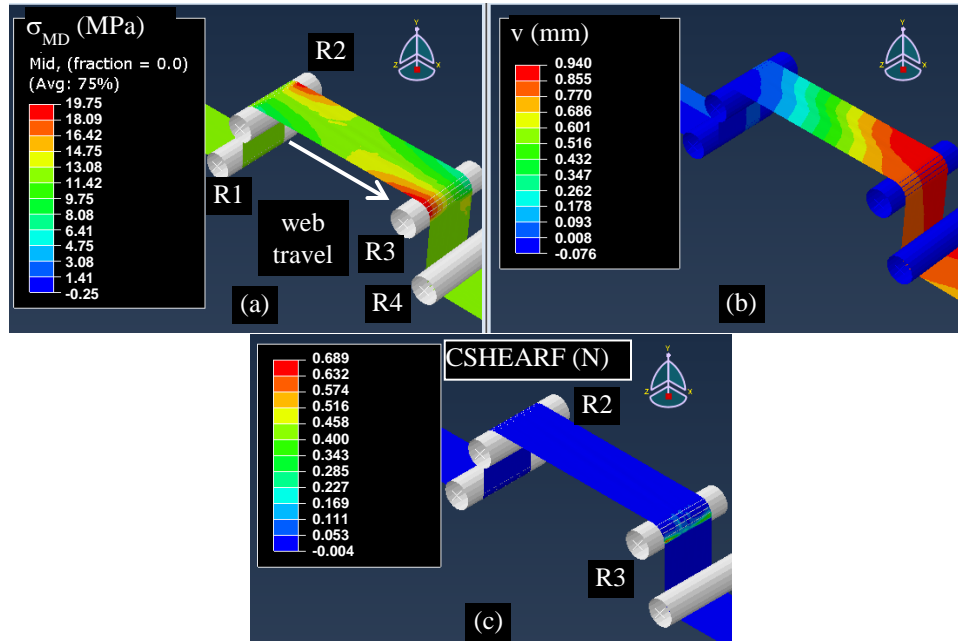 σMD (MPa)
Mid, (fraction = 0.0)
(Avg: 75%)
19.75
18.09
16.42
14.75
13.08
11.42
9.75
8.08
6.41
4.75
3.08
1.41
-0.25
R2
R1
web
travel
R3
R4
(a)
Y
Z
X
v (mm)
0.940
0.855
0.770
0.686
0.601
0.516
0.432
0.347
0.262
0.178
0.093
0.008
-0.076
(b)
Y
Z
X
CSHEARF (N)
0.689
0.632
0.574
0.516
0.458
0.400
0.343
0.285
0.227
0.169
0.111
0.053
-0.004
R2
R3
(c)
Y
Z
X